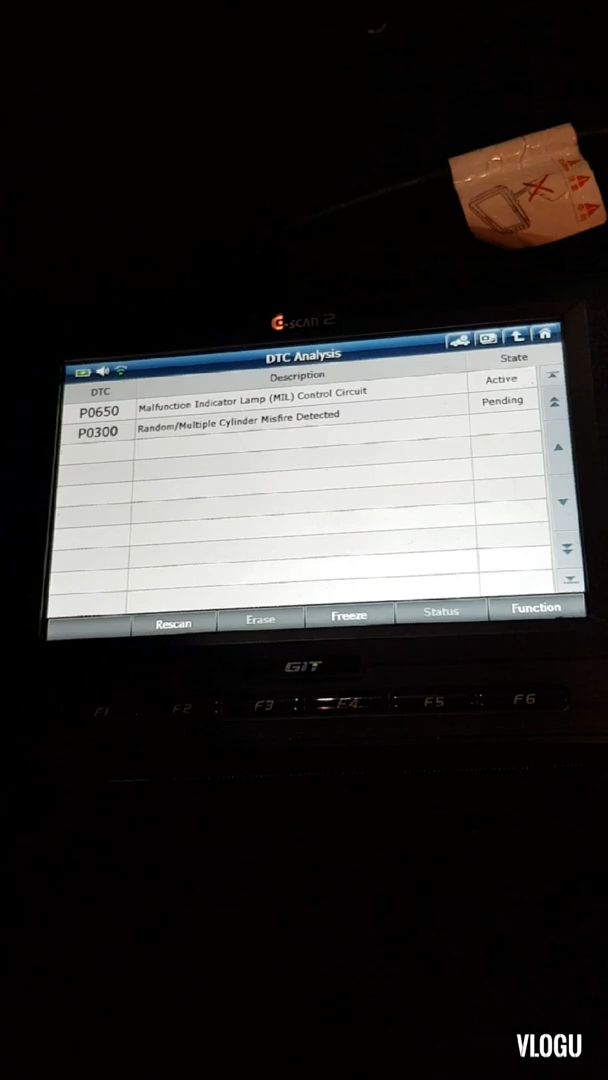 G-SCAN 2
DTC Analysis
DTC Description State
P0650 Malfunction Indicator Lamp (MIL) Control Circuit Active
P0300 Random/Multiple Cylinder Misfire Detected Pending
Rescan Erase Freeze Status Function
GIT
F1 F2 F3 F4 F5 F6
VLOGU